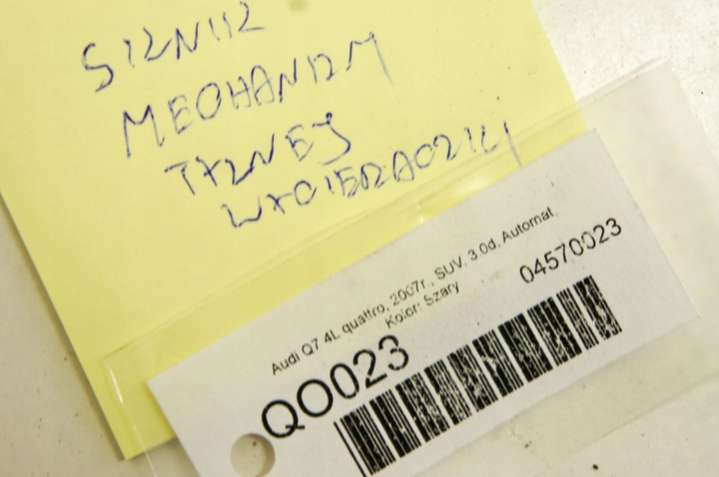 SILNIK
MECHANIZM
TYLNEJ
WYCIERACZKI
Audi Q7 4L quattro, 2007r., SUV, 3.0d, Automat,
Kolor: Szary
04570023
QO023